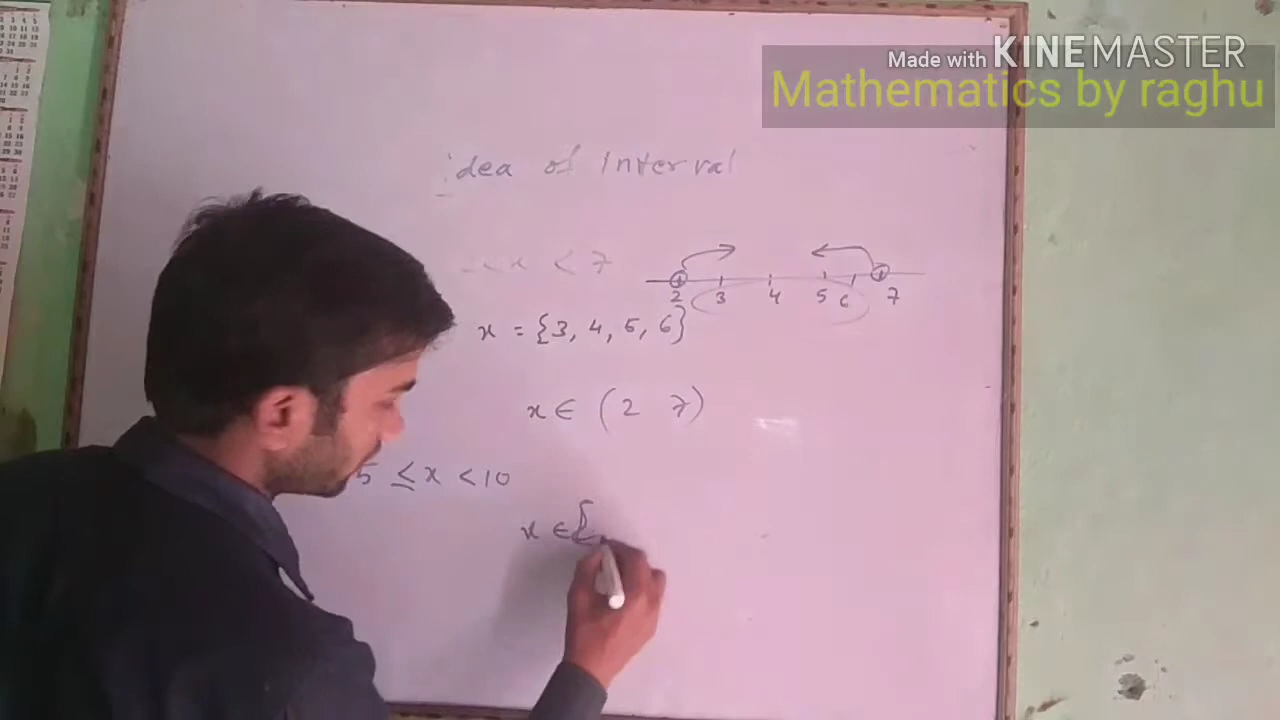 Made with KINEMASTER
Mathematics by raghu
idea of interval
x < 7
2 3 4 5 6 7
x = {3, 4, 5, 6}
x ∈ (2 7)
5 ≤ x < 10
x ∈ [